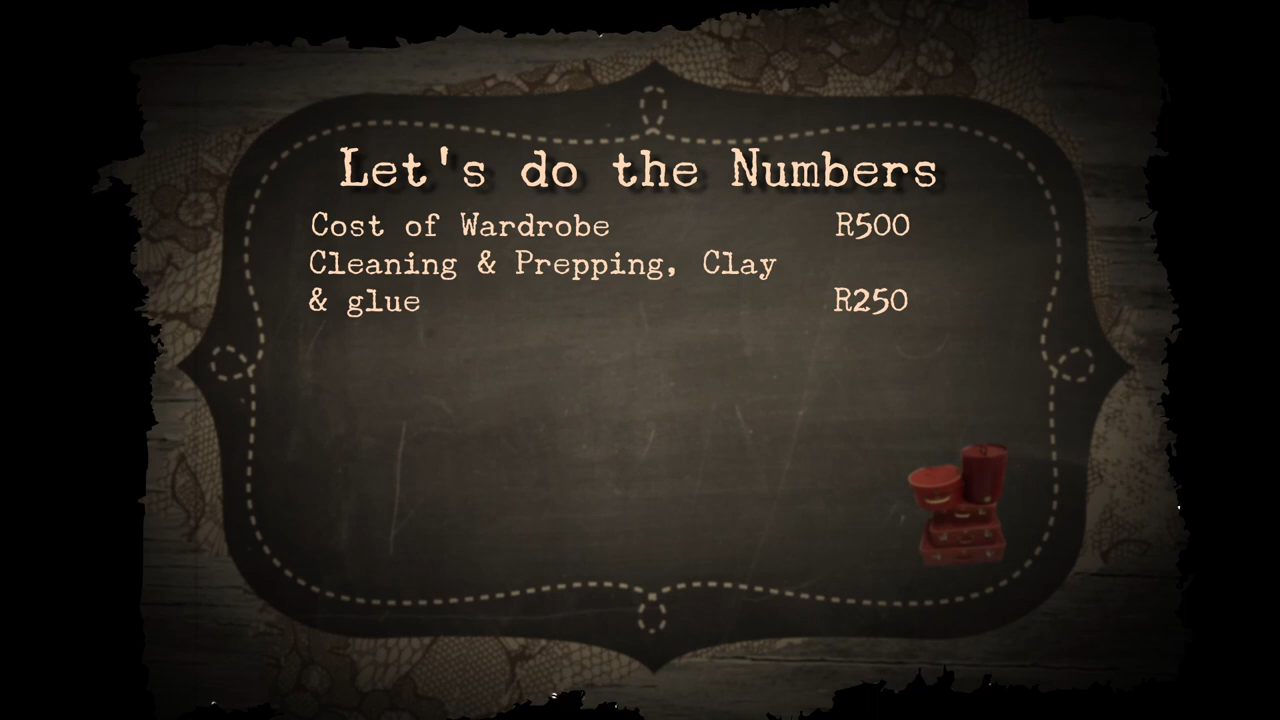 Let's do the Numbers
Cost of Wardrobe R500
Cleaning & Prepping, Clay
& glue R250